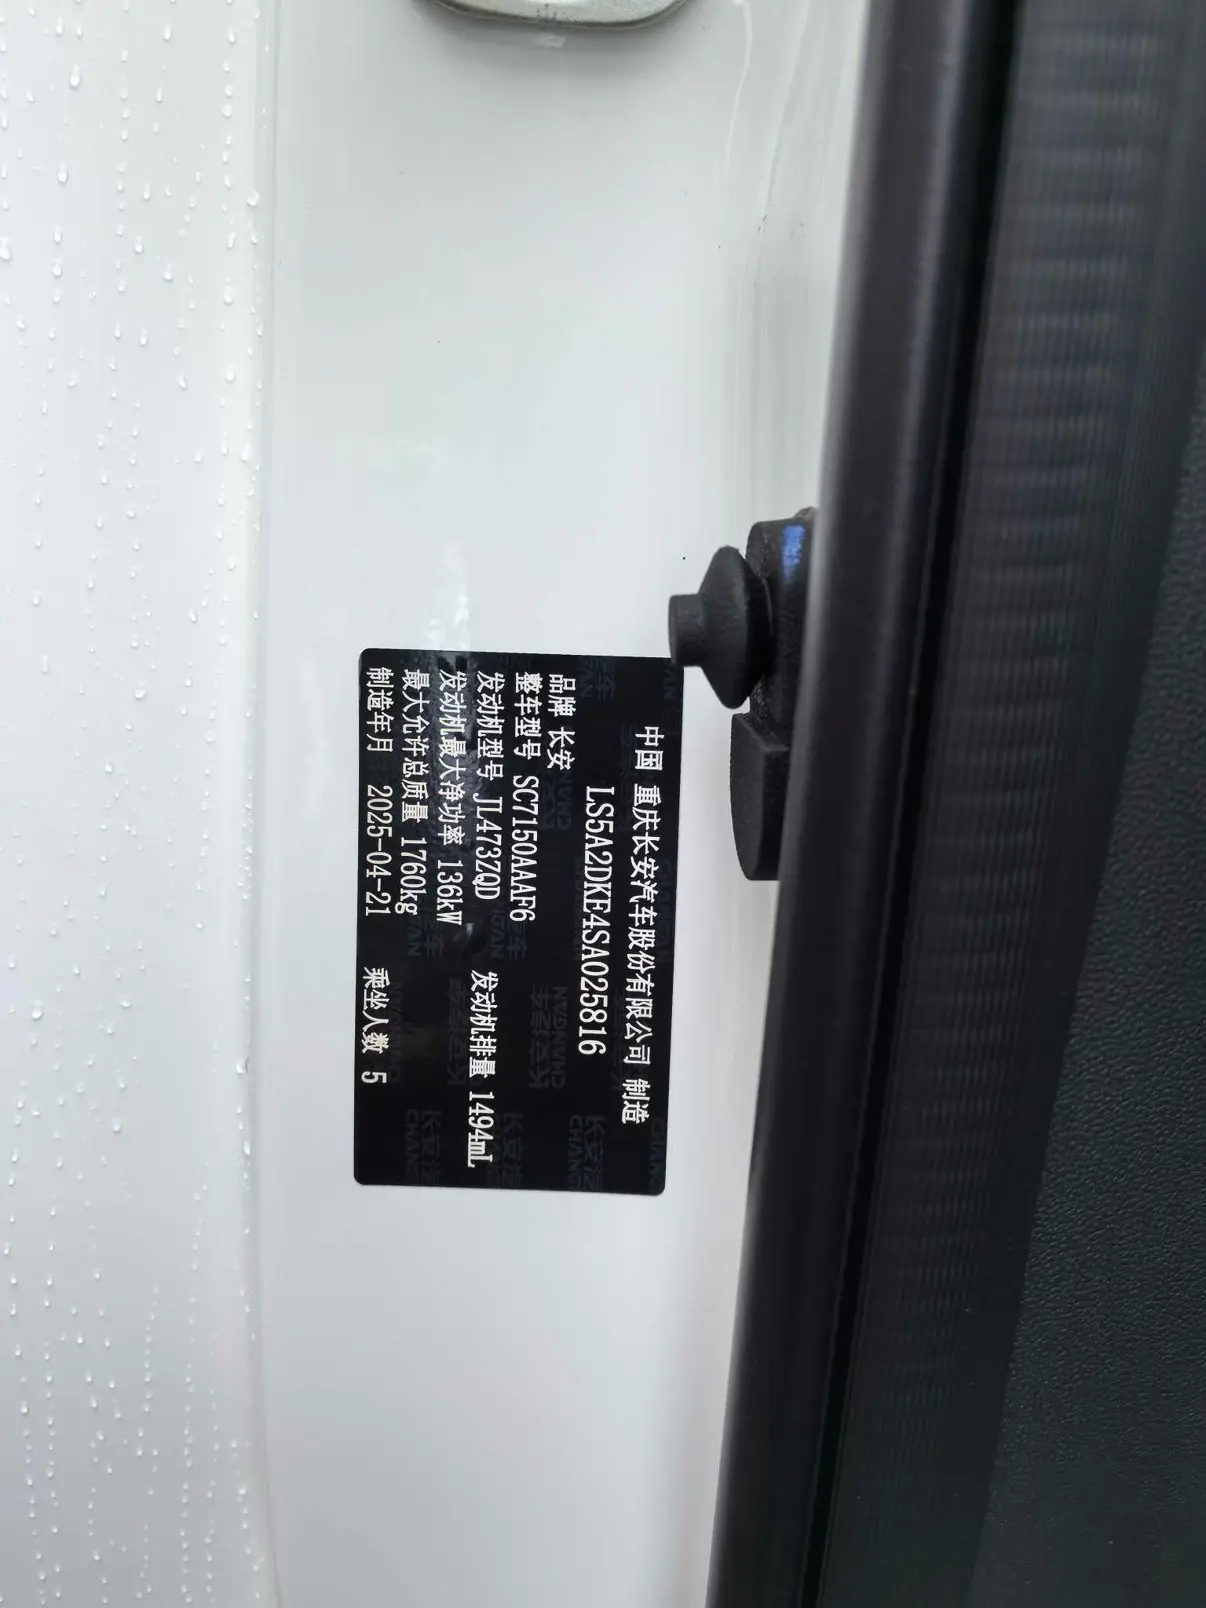 中国 重庆长安汽车股份有限公司 制造
LS5A2DKE4SA025816
品牌 长安
整车型号 SC7150AAAF6
发动机型号 JL473ZQD 发动机排量 1494mL
发动机最大净功率 136kW
最大允许总质量 1760kg
制造年月 2025-04-21 乘坐人数 5